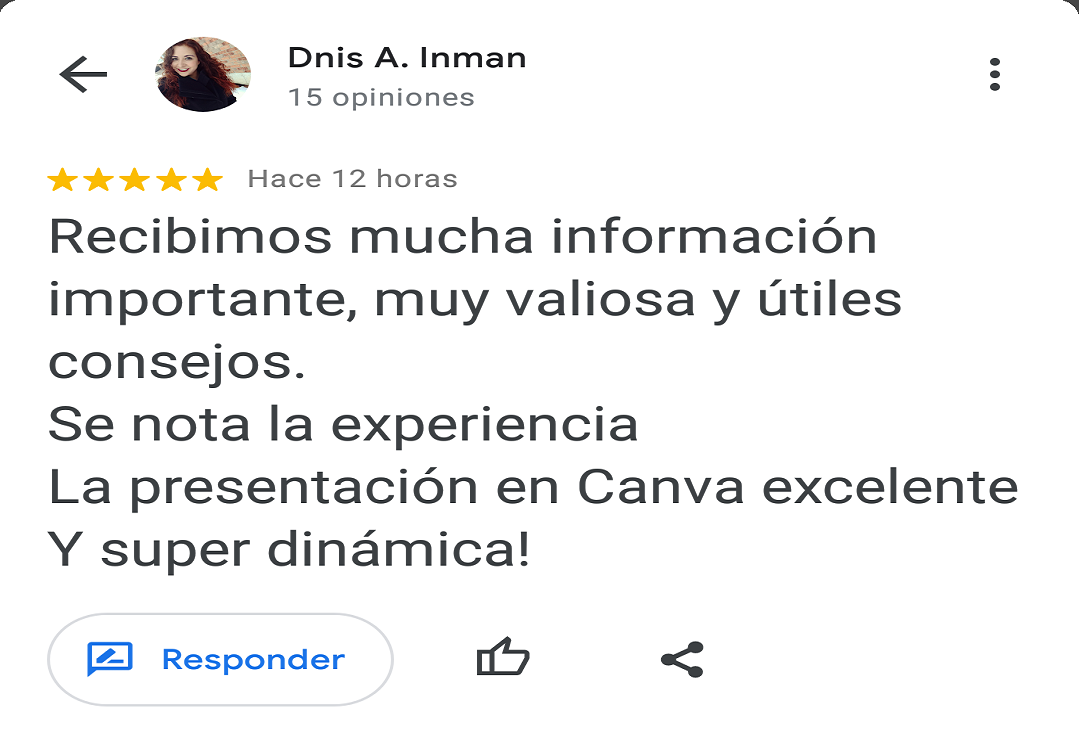 Dnis A. Inman
15 opiniones
Hace 12 horas
Recibimos mucha información
importante, muy valiosa y útiles
consejos.
Se nota la experiencia
La presentación en Canva excelente
Y super dinámica!
Responder